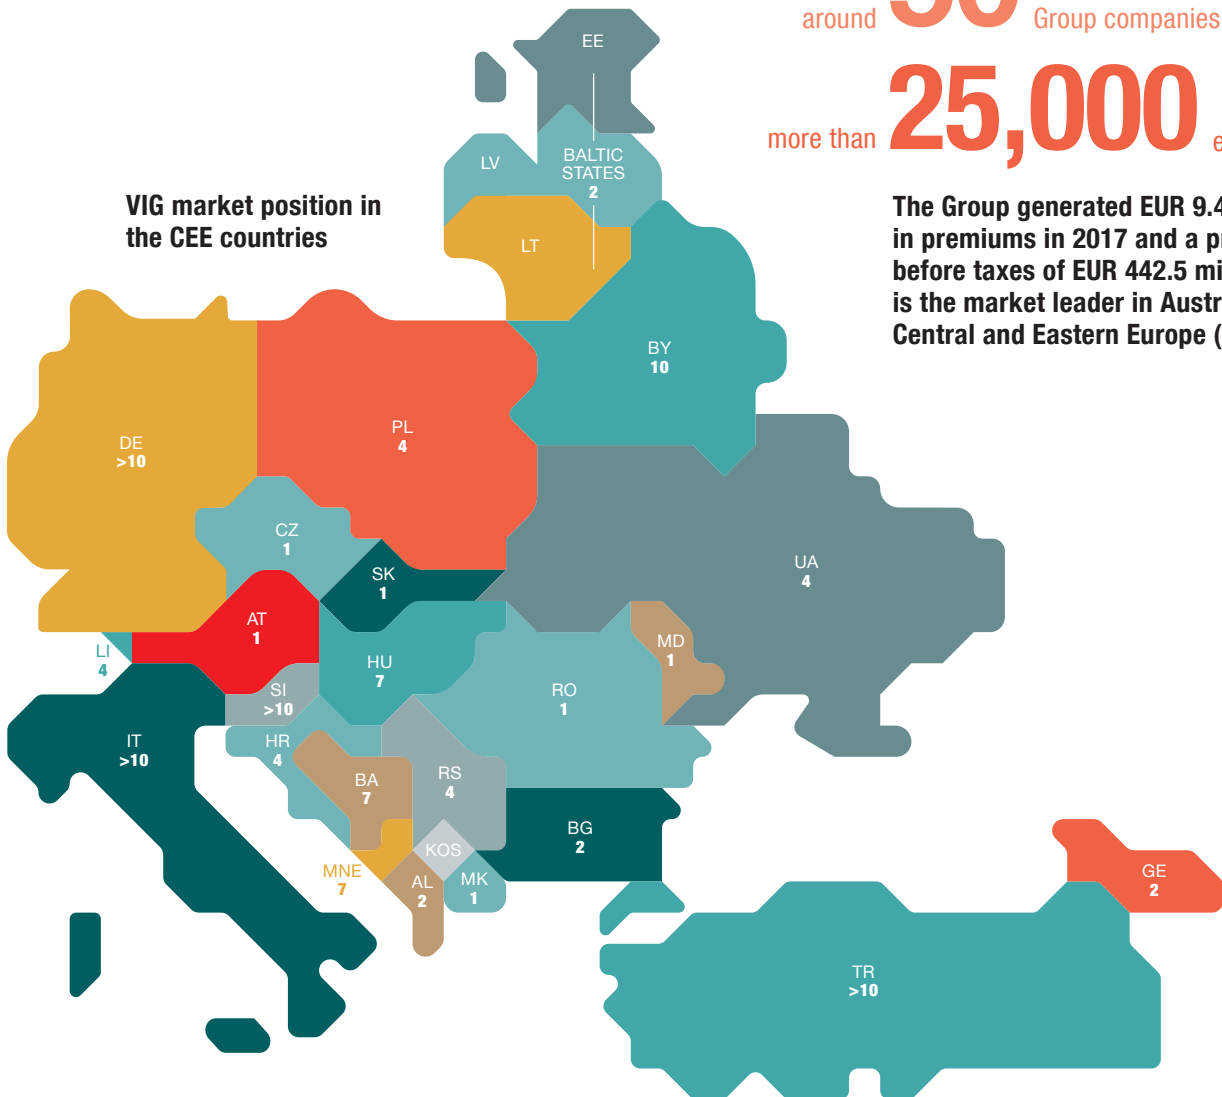 around
Group companies
more than 25,000
The Group generated EUR 9.4
in premiums in 2017 and a
before taxes of EUR 442.5
is the market leader in
Central and Eastern Europe (
VIG market position in
the CEE countries
EE
LV
BALTIC
STATES
2
LT
BY
10
DE
>10
PL
4
CZ
1
SK
1
UA
4
AT
1
LI
4
HU
7
MD
1
SI
>10
RO
1
IT
>10
HR
4
BA
7
RS
4
BG
2
KOS
MNE
7
AL
2
MK
1
GE
2
TR
>10